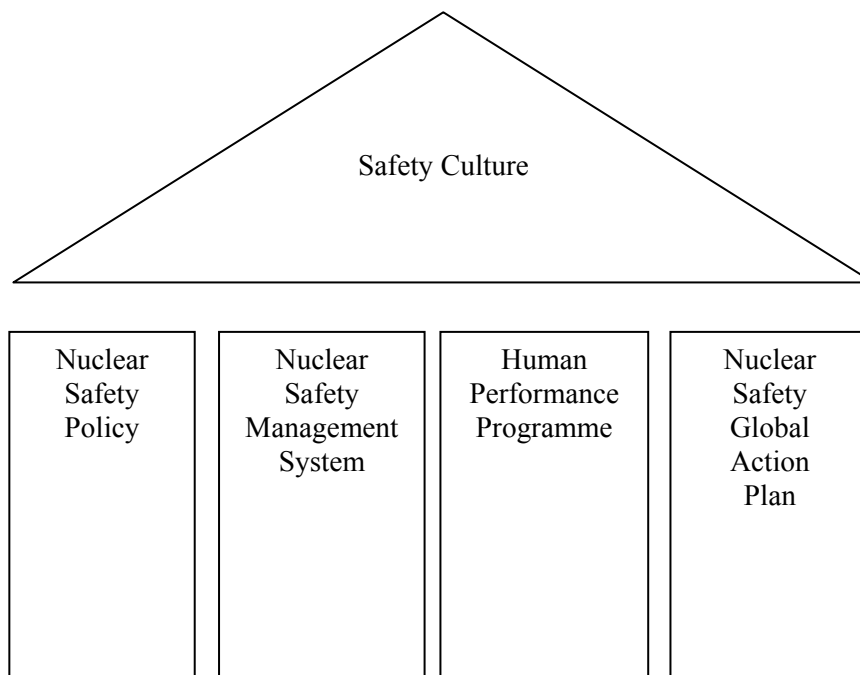 Safety Culture
Nuclear
Safety
Policy
Nuclear
Safety
Management
System
Human
Performance
Programme
Nuclear
Safety
Global
Action
Plan